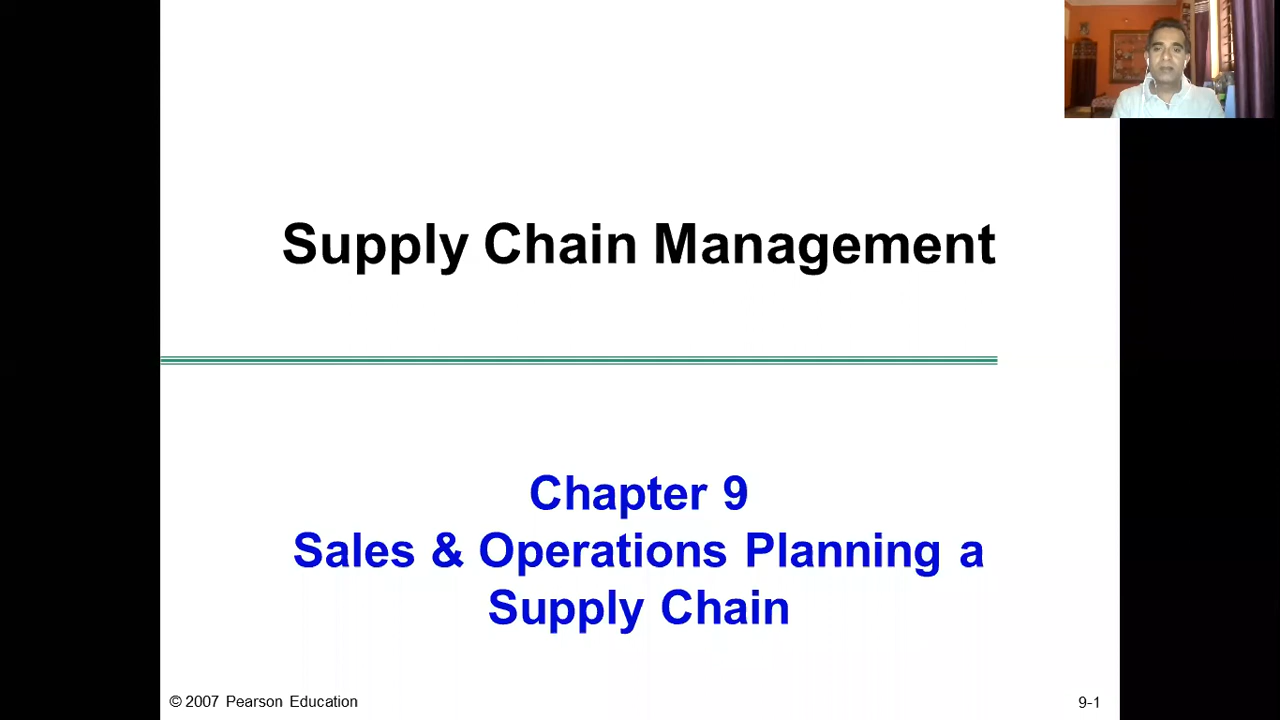 Supply Chain Management
Chapter 9
Sales & Operations Planning a
Supply Chain
© 2007 Pearson Education
9-1